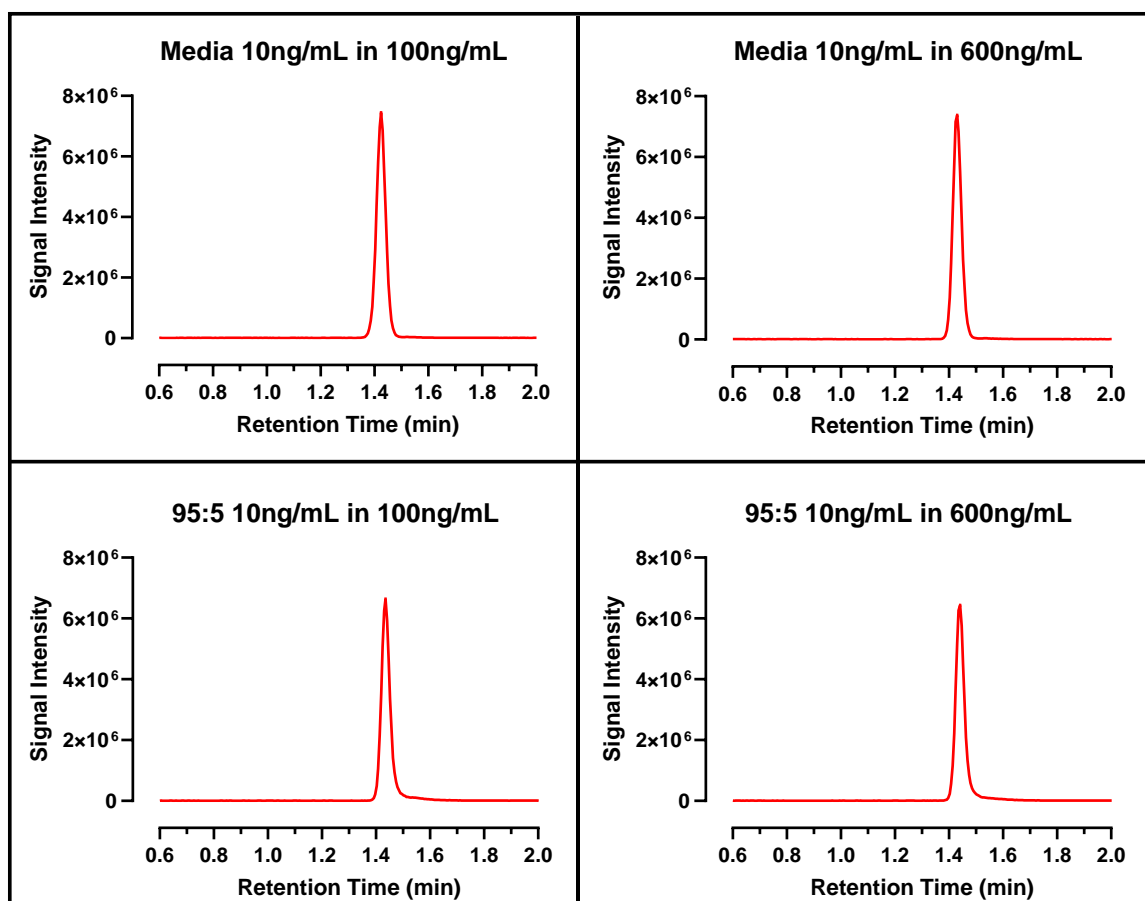 Media 10ng/mL in 100ng/mL
8×10⁶
6×10⁶
4×10⁶
2×10⁶
0
Signal Intensity
0.6 0.8 1.0 1.2 1.4 1.6 1.8 2.0
Retention Time (min)
Media 10ng/mL in 600ng/mL
8×10⁶
6×10⁶
4×10⁶
2×10⁶
0
Signal Intensity
0.6 0.8 1.0 1.2 1.4 1.6 1.8 2.0
Retention Time (min)
95:5 10ng/mL in 100ng/mL
8×10⁶
6×10⁶
4×10⁶
2×10⁶
0
Signal Intensity
0.6 0.8 1.0 1.2 1.4 1.6 1.8 2.0
Retention Time (min)
95:5 10ng/mL in 600ng/mL
8×10⁶
6×10⁶
4×10⁶
2×10⁶
0
Signal Intensity
0.6 0.8 1.0 1.2 1.4 1.6 1.8 2.0
Retention Time (min)